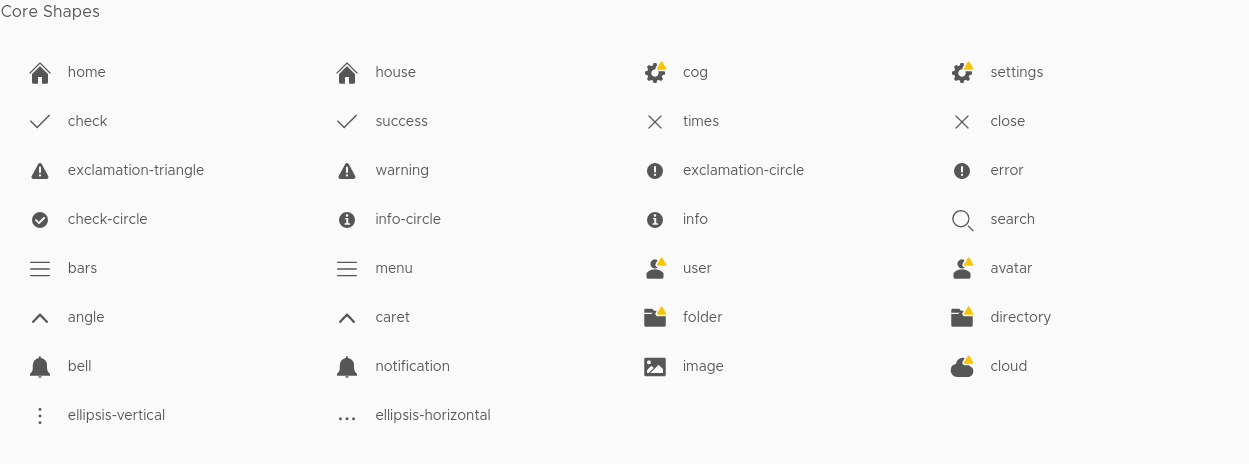 Core Shapes
home house cog settings
check success times close
exclamation-triangle warning exclamation-circle error
check-circle info-circle info search
bars menu user avatar
angle caret folder directory
bell notification image cloud
ellipsis-vertical ellipsis-horizontal